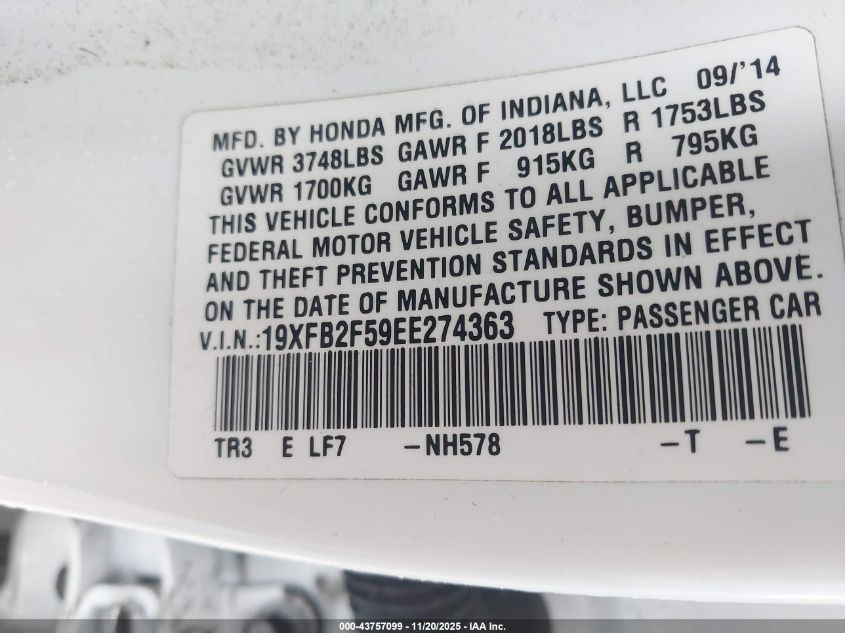 MFD. BY HONDA MFG. OF INDIANA, LLC 09/'14
GVWR 3748LBS GAWR F 2018LBS R 1753LBS
GVWR 1700KG GAWR F 915KG R 795KG
THIS VEHICLE CONFORMS TO ALL APPLICABLE
FEDERAL MOTOR VEHICLE SAFETY, BUMPER,
AND THEFT PREVENTION STANDARDS IN EFFECT
ON THE DATE OF MANUFACTURE SHOWN ABOVE.
V.I.N.:19XFB2F59EE274363 TYPE: PASSENGER CAR
TR3 E LF7 -NH578 -T -E
000-43757099 - 11/20/2025 - IAA Inc.